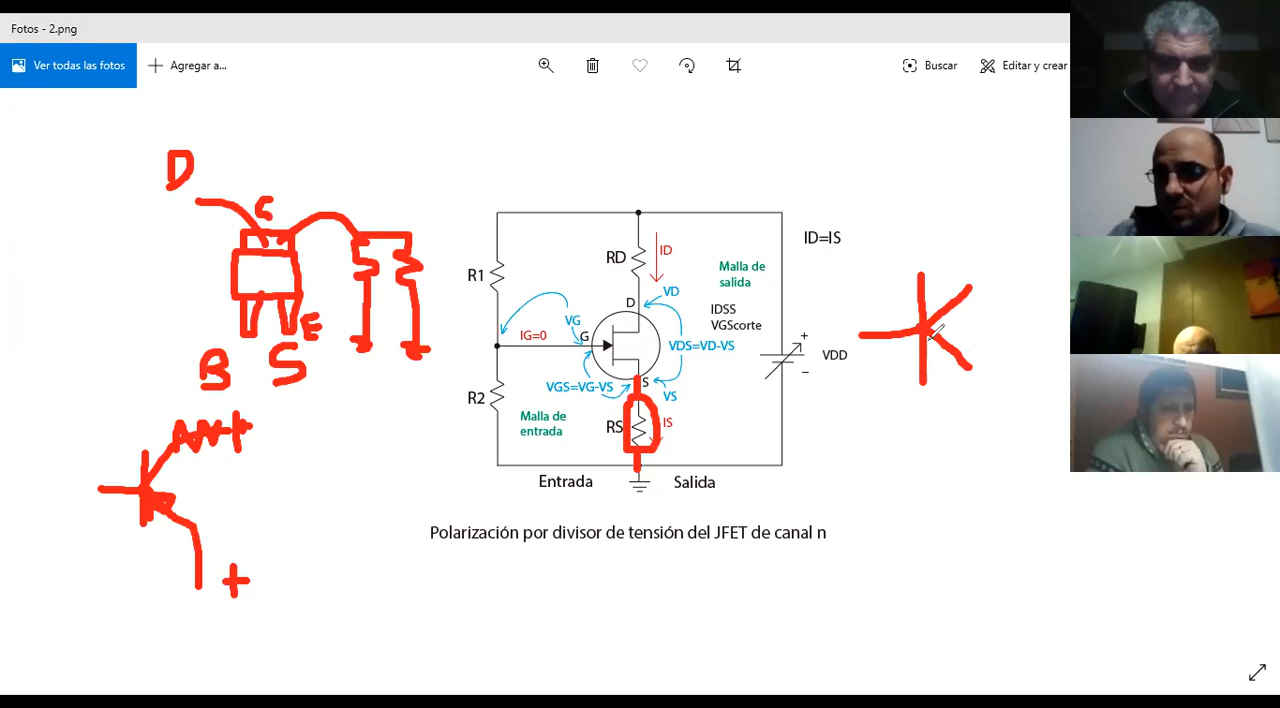 Fotos - 2.png
Ver todas las fotos
Agregar a...
Buscar
Editar y crear
D
C
E
B
S
+
R1
RD
ID
ID=IS
Malla de
salida
VD
D
IDSS
VGScorte
VG
IG=0
G
VDS=VD-VS
+
VDD
−
VGS=VG-VS
S
VS
R2
Malla de
entrada
RS
IS
Entrada
Salida
Polarización por divisor de tensión del JFET de canal n